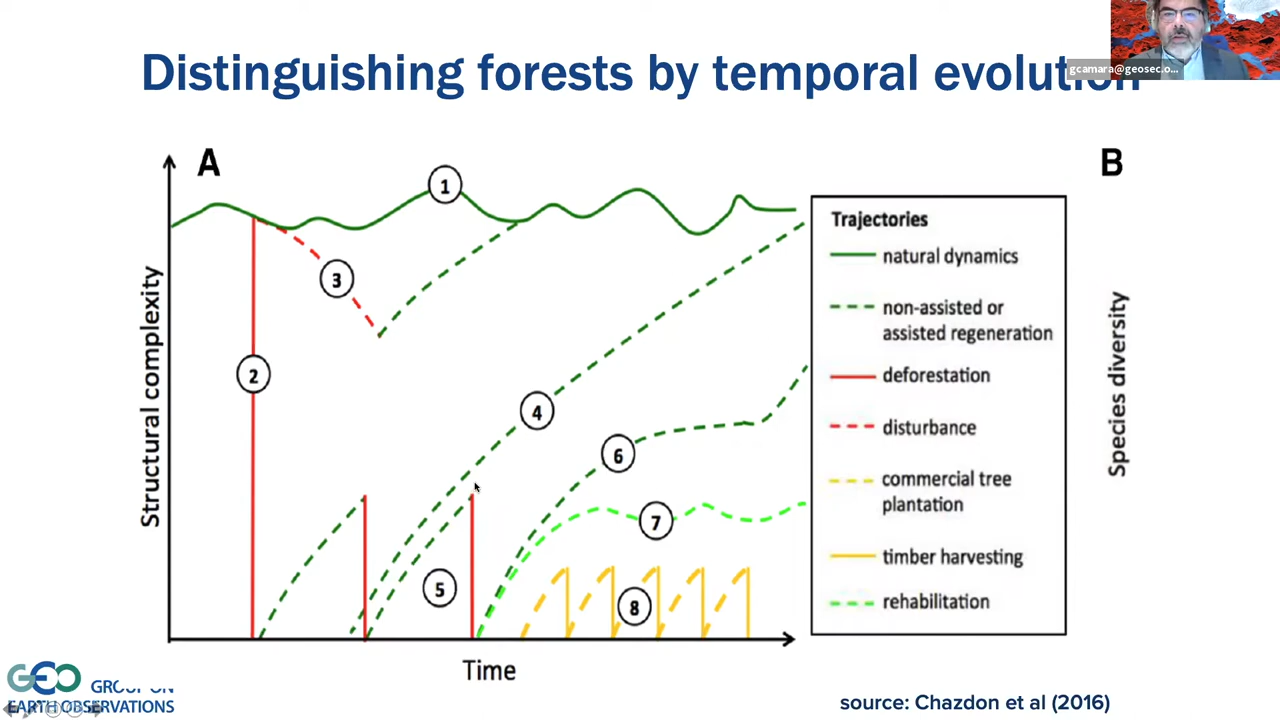 Distinguishing forests by temporal evolution
gcamara@geosec.o...
A
B
1
2
3
4
5
6
7
8
Structural complexity
Time
Trajectories
natural dynamics
non-assisted or
assisted regeneration
deforestation
disturbance
commercial tree
plantation
timber harvesting
rehabilitation
Species diversity
GEO
GROUP ON
EARTH OBSERVATIONS
source: Chazdon et al (2016)